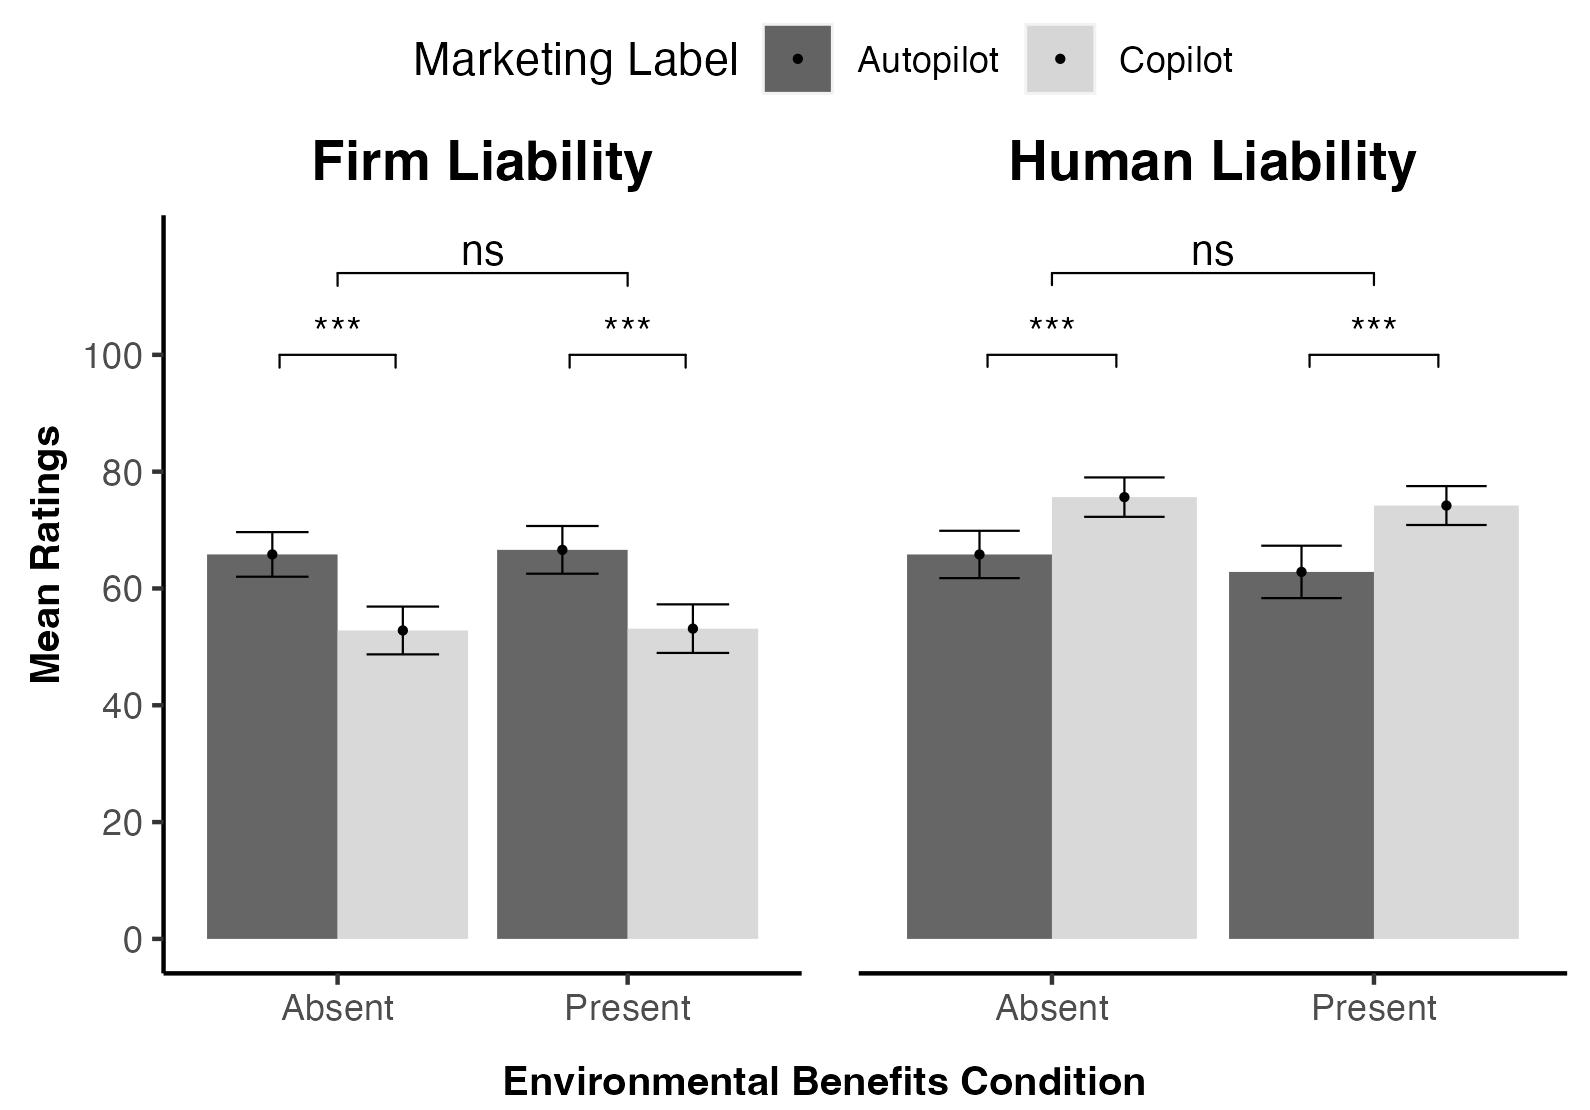 Marketing Label Autopilot Copilot
Firm Liability Human Liability
ns ns
*** *** *** ***
100
80
60
40
20
0
Mean Ratings
Absent Present Absent Present
Environmental Benefits Condition